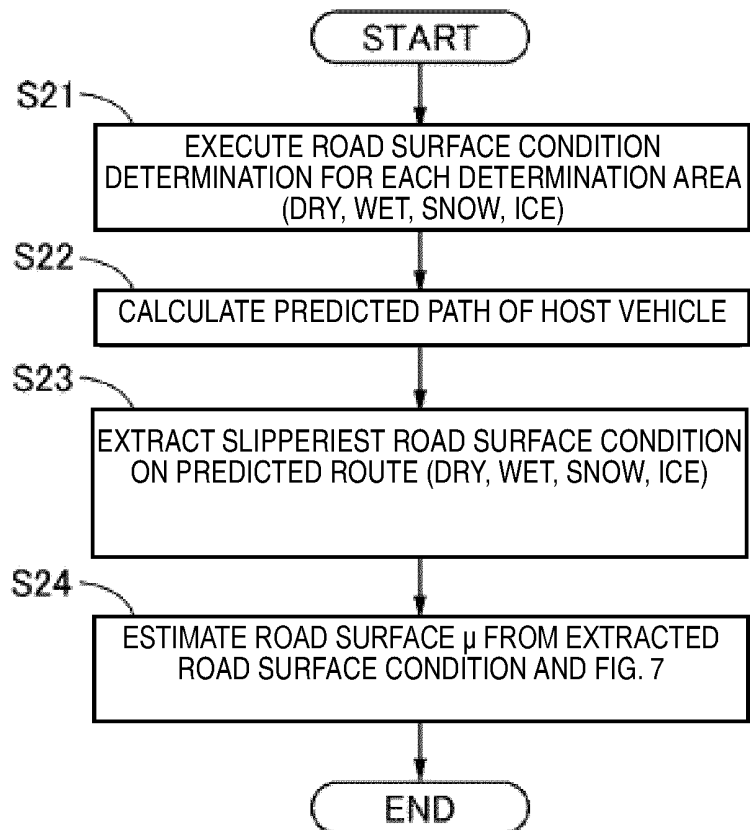 START
S21
EXECUTE ROAD SURFACE CONDITION
DETERMINATION FOR EACH DETERMINATION AREA
(DRY, WET, SNOW, ICE)
S22
CALCULATE PREDICTED PATH OF HOST VEHICLE
S23
EXTRACT SLIPPERIEST ROAD SURFACE CONDITION
ON PREDICTED ROUTE (DRY, WET, SNOW, ICE)
S24
ESTIMATE ROAD SURFACE μ FROM EXTRACTED
ROAD SURFACE CONDITION AND FIG. 7
END